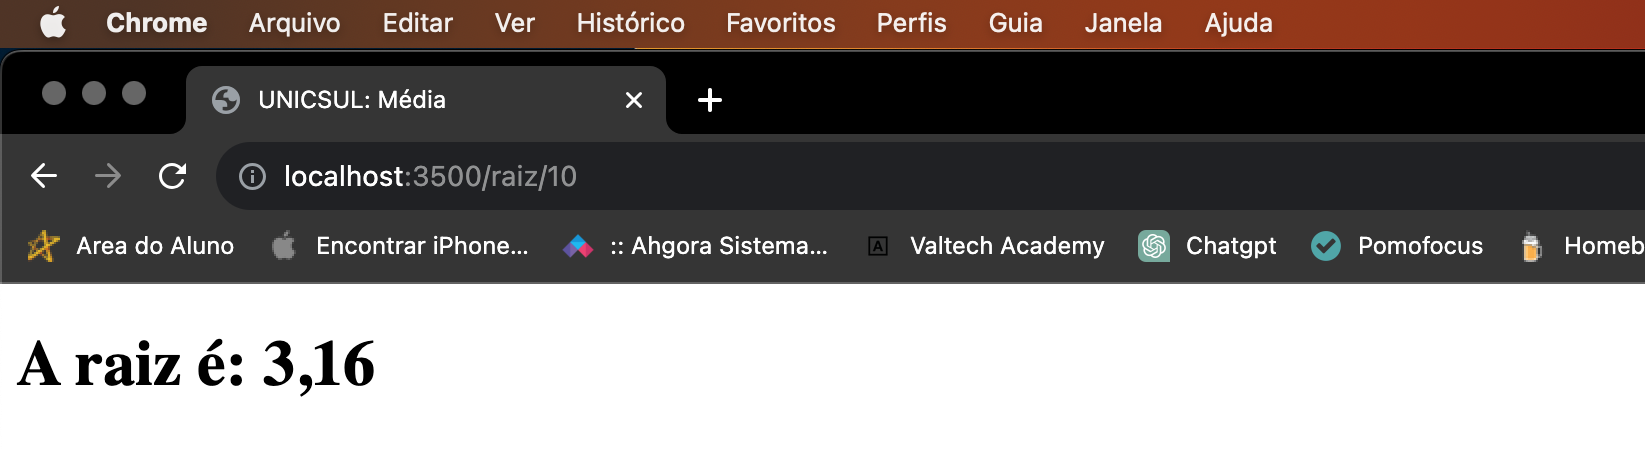 Chrome Arquivo Editar Ver Histórico Favoritos Perfis Guia Janela Ajuda
UNICSUL: Média
localhost:3500/raiz/10
Area do Aluno Encontrar iPhone... :: Ahgora Sistema... A Valtech Academy Chatgpt Pomofocus Homeb
A raiz é: 3,16